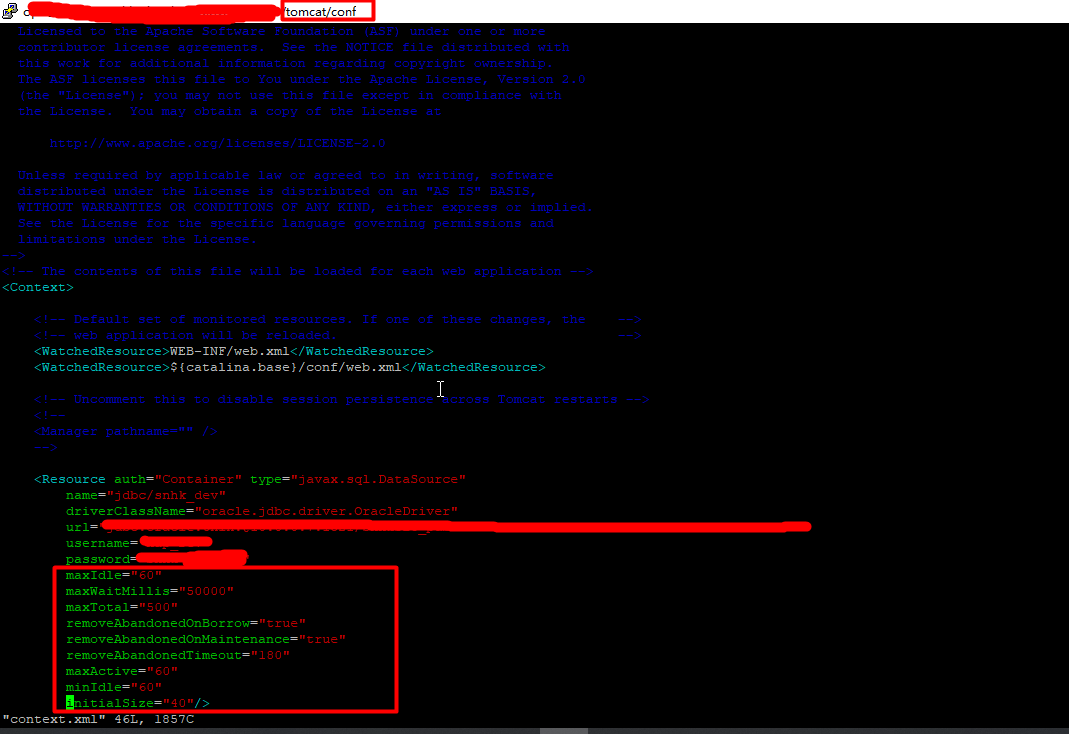 /tomcat/conf
Licensed to the Apache Software Foundation (ASF) under one or more
contributor license agreements.  See the NOTICE file distributed with
this work for additional information regarding copyright ownership.
The ASF licenses this file to You under the Apache License, Version 2.0
(the "License"); you may not use this file except in compliance with
the License.  You may obtain a copy of the License at
http://www.apache.org/licenses/LICENSE-2.0
Unless required by applicable law or agreed to in writing, software
distributed under the License is distributed on an "AS IS" BASIS,
WITHOUT WARRANTIES OR CONDITIONS OF ANY KIND, either express or implied.
See the License for the specific language governing permissions and
limitations under the License.
-->
<!-- The contents of this file will be loaded for each web application -->
<Context>
<!-- Default set of monitored resources. If one of these changes, the    -->
<!-- web application will be reloaded.                                   -->
<WatchedResource>WEB-INF/web.xml</WatchedResource>
<WatchedResource>${catalina.base}/conf/web.xml</WatchedResource>
<!-- Uncomment this to disable session persistence across Tomcat restarts -->
<!--
<Manager pathname="" />
-->
<Resource auth="Container" type="javax.sql.DataSource"
name="jdbc/snhk_dev"
driverClassName="oracle.jdbc.driver.OracleDriver"
url=
username=
password=
maxIdle="60"
maxWaitMillis="50000"
maxTotal="500"
removeAbandonedOnBorrow="true"
removeAbandonedOnMaintenance="true"
removeAbandonedTimeout="180"
maxActive="60"
minIdle="60"
initialSize="40"/>
"context.xml" 46L, 1857C